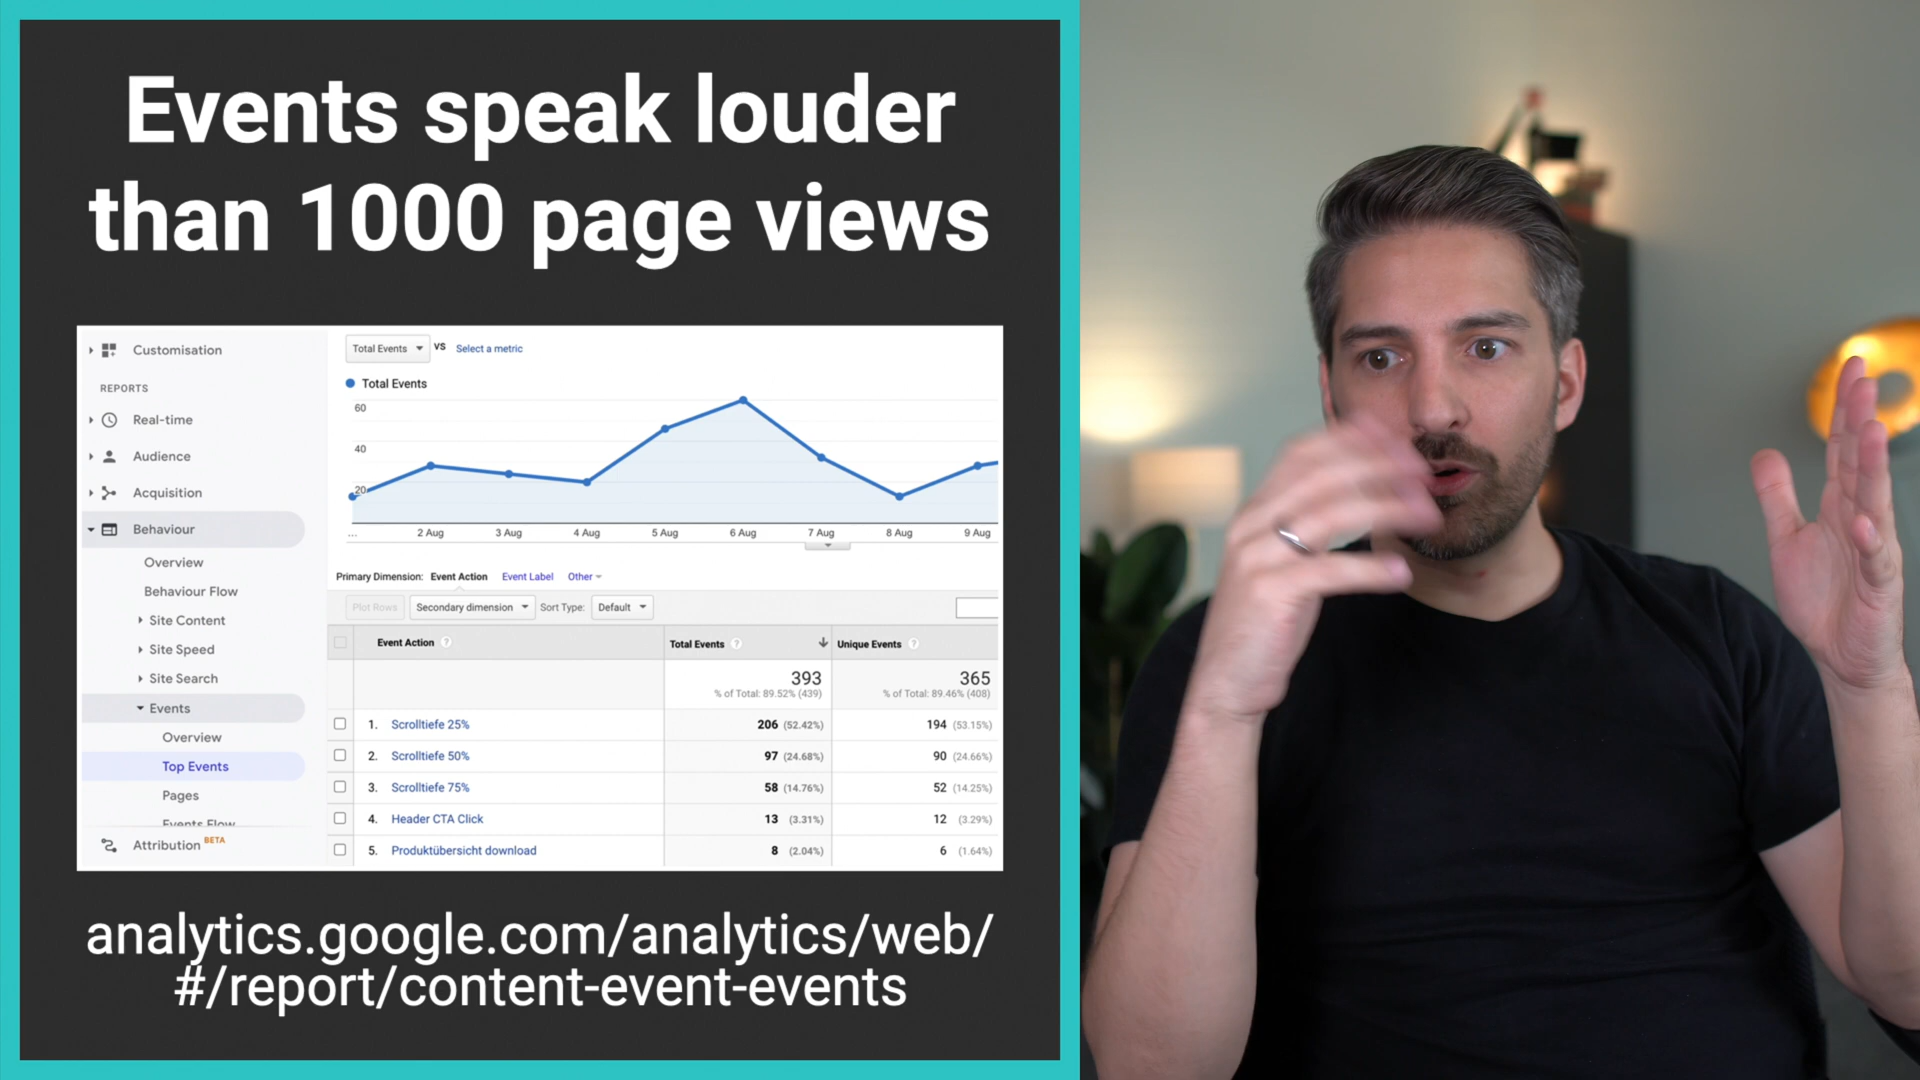 Events speak louder
than 1000 page views
Customisation
REPORTS
Real-time
Audience
Acquisition
Behaviour
Overview
Behaviour Flow
Site Content
Site Speed
Site Search
Events
Overview
Top Events
Pages
Events Flow
Attribution BETA
Total Events VS Select a metric
Total Events
60
40
20
... 2 Aug 3 Aug 4 Aug 5 Aug 6 Aug 7 Aug 8 Aug 9 Aug
Primary Dimension: Event Action Event Label Other
Plot Rows Secondary dimension Sort Type: Default
Event Action ? Total Events ? Unique Events ?
393 365
% of Total: 89.52% (439) % of Total: 89.46% (408)
1. Scrolltiefe 25% 206 (52.42%) 194 (53.15%)
2. Scrolltiefe 50% 97 (24.68%) 90 (24.66%)
3. Scrolltiefe 75% 58 (14.76%) 52 (14.25%)
4. Header CTA Click 13 (3.31%) 12 (3.29%)
5. Produktübersicht download 8 (2.04%) 6 (1.64%)
analytics.google.com/analytics/web/
#/report/content-event-events